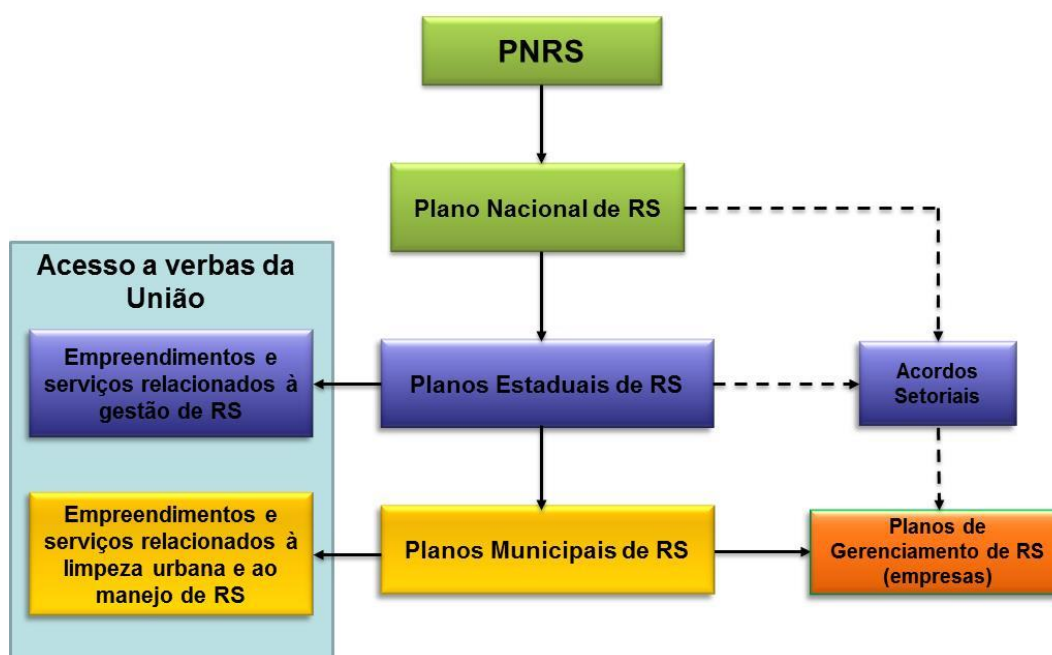 PNRS
Plano Nacional de RS
Acesso a verbas da
União
Empreendimentos e
serviços relacionados à
gestão de RS
Planos Estaduais de RS
Acordos
Setoriais
Empreendimentos e
serviços relacionados à
limpeza urbana e ao
manejo de RS
Planos Municipais de RS
Planos de
Gerenciamento de RS
(empresas)